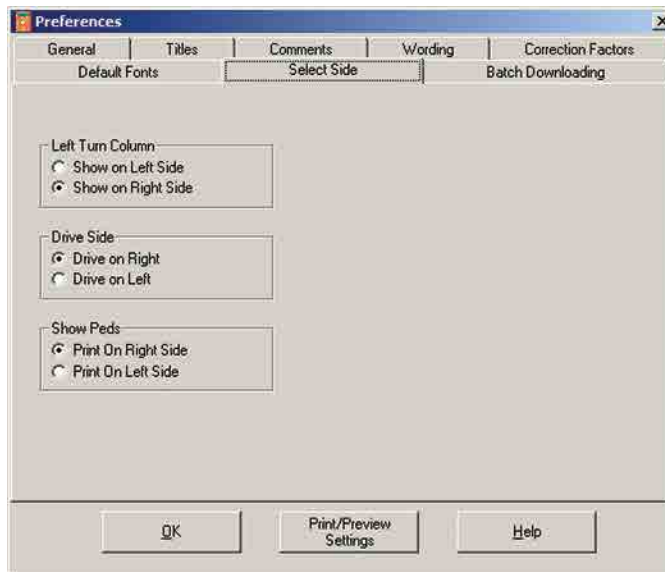 Preferences
General Titles Comments Wording Correction Factors
Default Fonts Select Side Batch Downloading
Left Turn Column
Show on Left Side
Show on Right Side
Drive Side
Drive on Right
Drive on Left
Show Peds
Print On Right Side
Print On Left Side
OK Print/Preview Settings Help